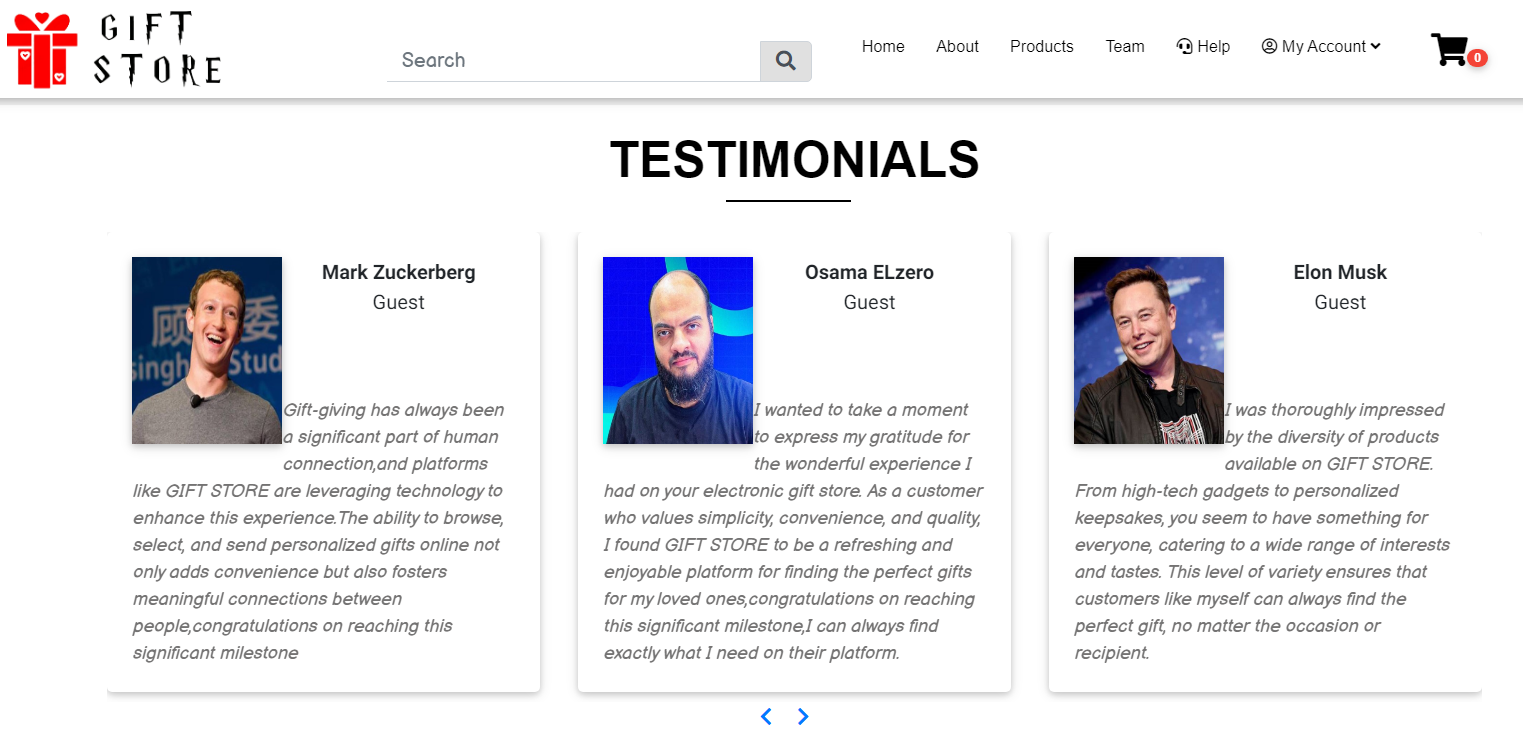 GIFT
STORE
Search
Home
About
Products
Team
Help
My Account
0
TESTIMONIALS
顾 委
singh Stud
Mark Zuckerberg
Guest
Gift-giving has always been
a significant part of human
connection,and platforms
like GIFT STORE are leveraging technology to
enhance this experience.The ability to browse,
select, and send personalized gifts online not
only adds convenience but also fosters
meaningful connections between
people,congratulations on reaching this
significant milestone
Osama ELzero
Guest
I wanted to take a moment
to express my gratitude for
the wonderful experience I
had on your electronic gift store. As a customer
who values simplicity, convenience, and quality,
I found GIFT STORE to be a refreshing and
enjoyable platform for finding the perfect gifts
for my loved ones,congratulations on reaching
this significant milestone,I can always find
exactly what I need on their platform.
Elon Musk
Guest
I was thoroughly impressed
by the diversity of products
available on GIFT STORE.
From high-tech gadgets to personalized
keepsakes, you seem to have something for
everyone, catering to a wide range of interests
and tastes. This level of variety ensures that
customers like myself can always find the
perfect gift, no matter the occasion or
recipient.